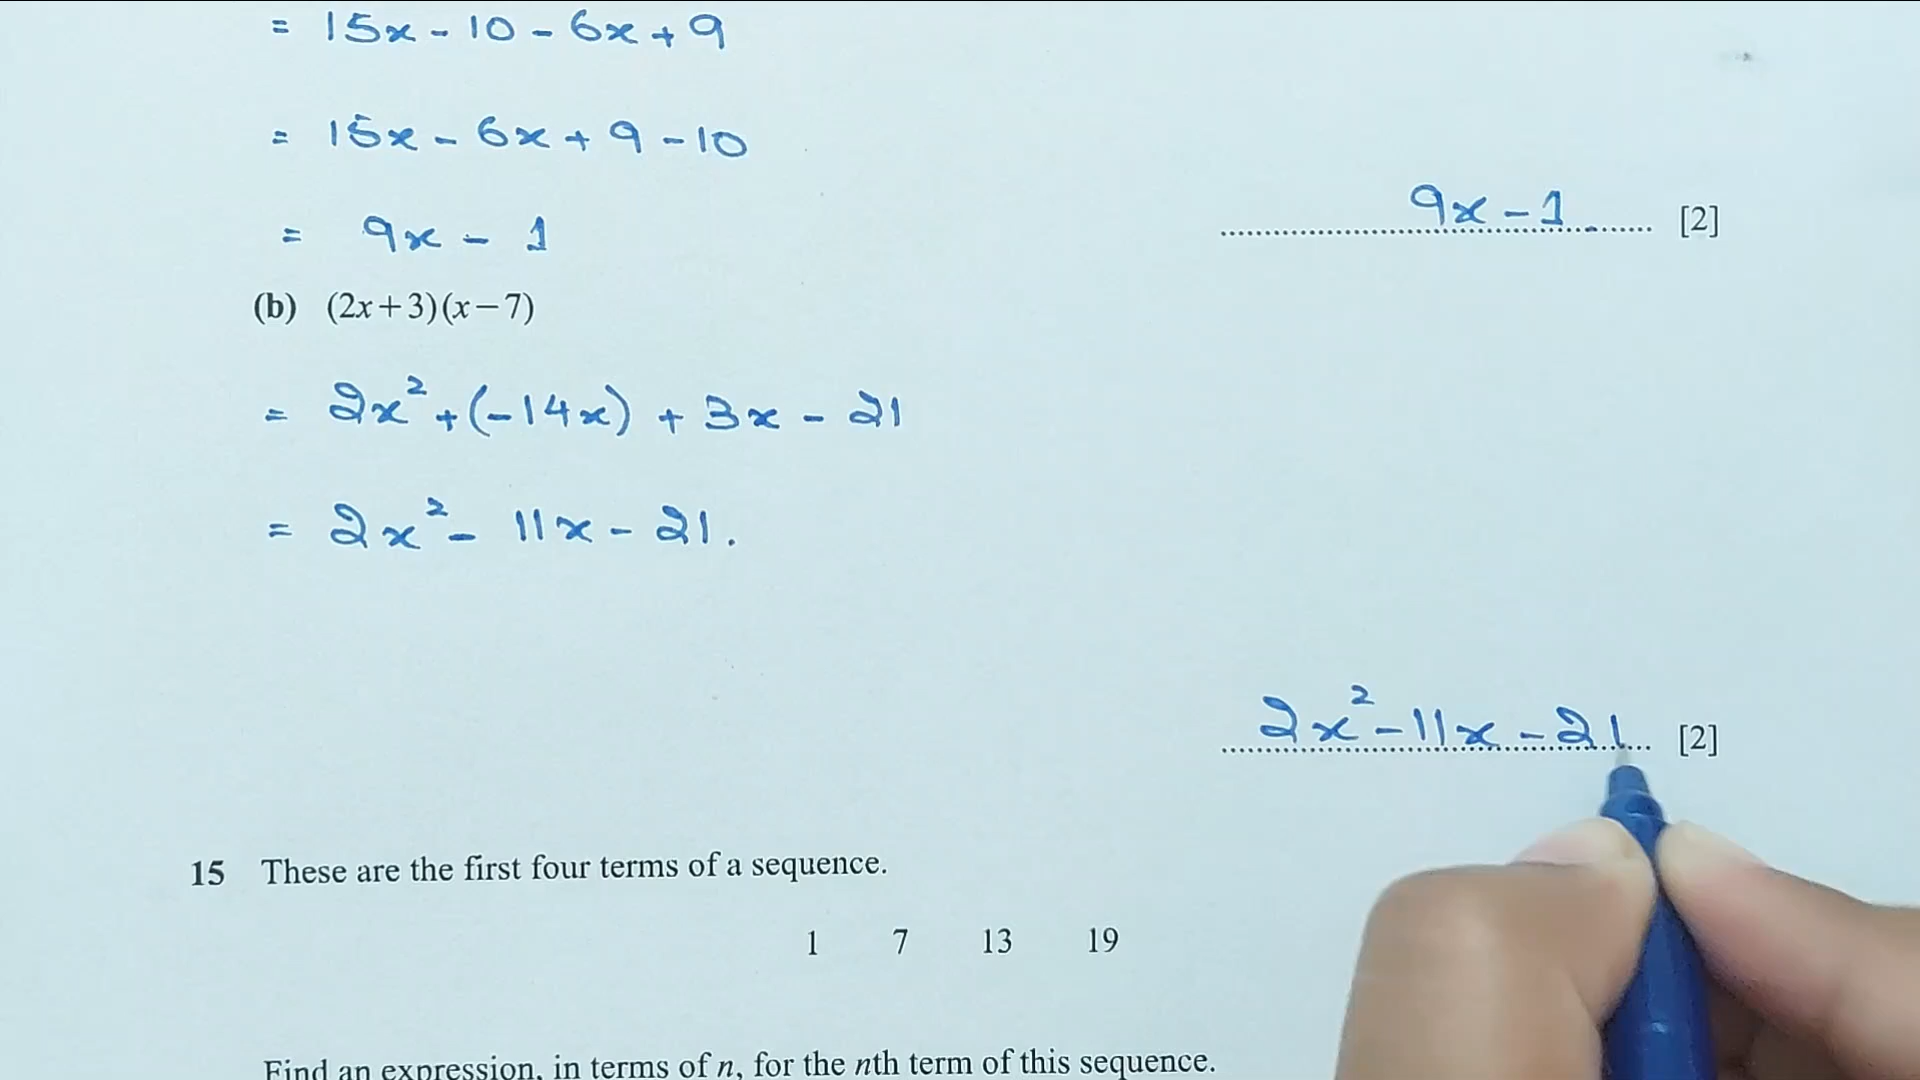 = 15x - 10 - 6x + 9
= 15x - 6x + 9 - 10
= 9x - 1
9x - 1 [2]
(b) (2x+3)(x−7)
= 2x² + (-14x) + 3x - 21
= 2x² - 11x - 21.
2x² - 11x - 21 [2]
15 These are the first four terms of a sequence.
1 7 13 19
Find an expression, in terms of n, for the nth term of this sequence.